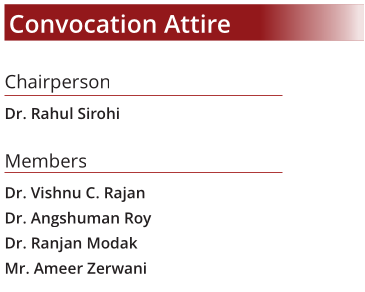 Convocation Attire
Chairperson
Dr. Rahul Sirohi
Members
Dr. Vishnu C. Rajan
Dr. Angshuman Roy
Dr. Ranjan Modak
Mr. Ameer Zerwani